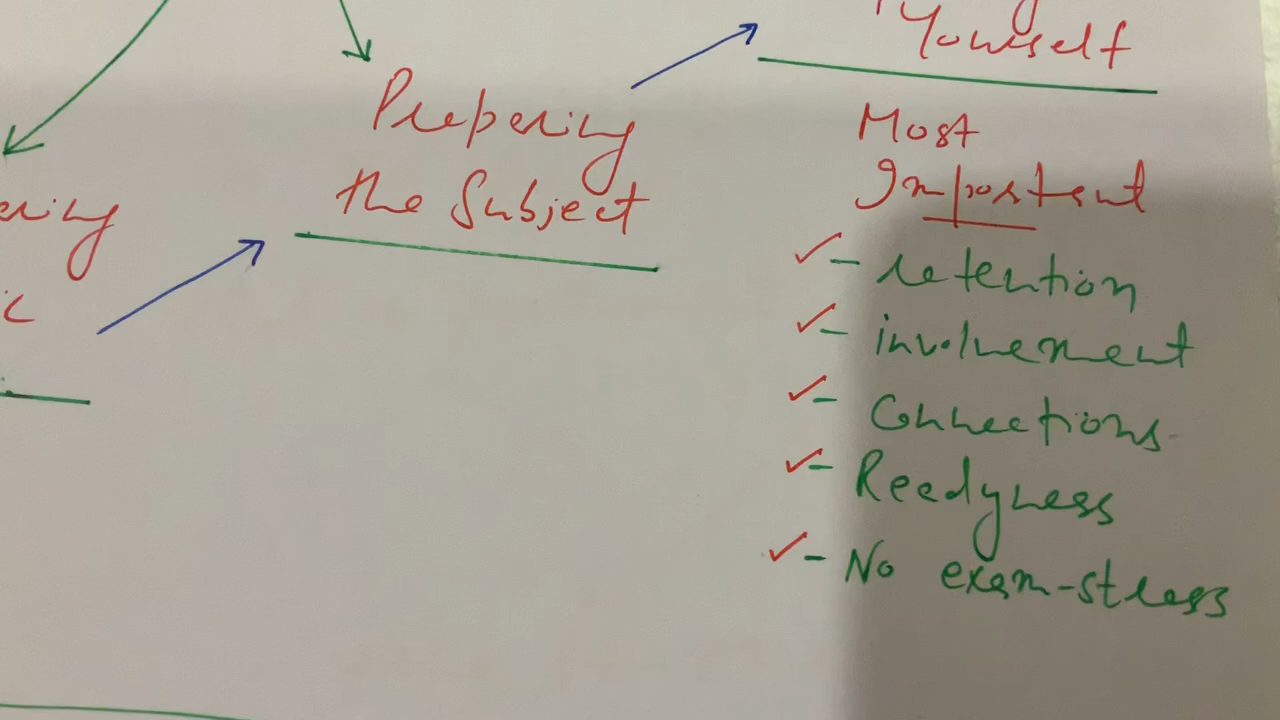 Yourself
Most
Important
- retention
- involvement
- Connections
- Readyness
- No exam-stress
Preparing
the Subject